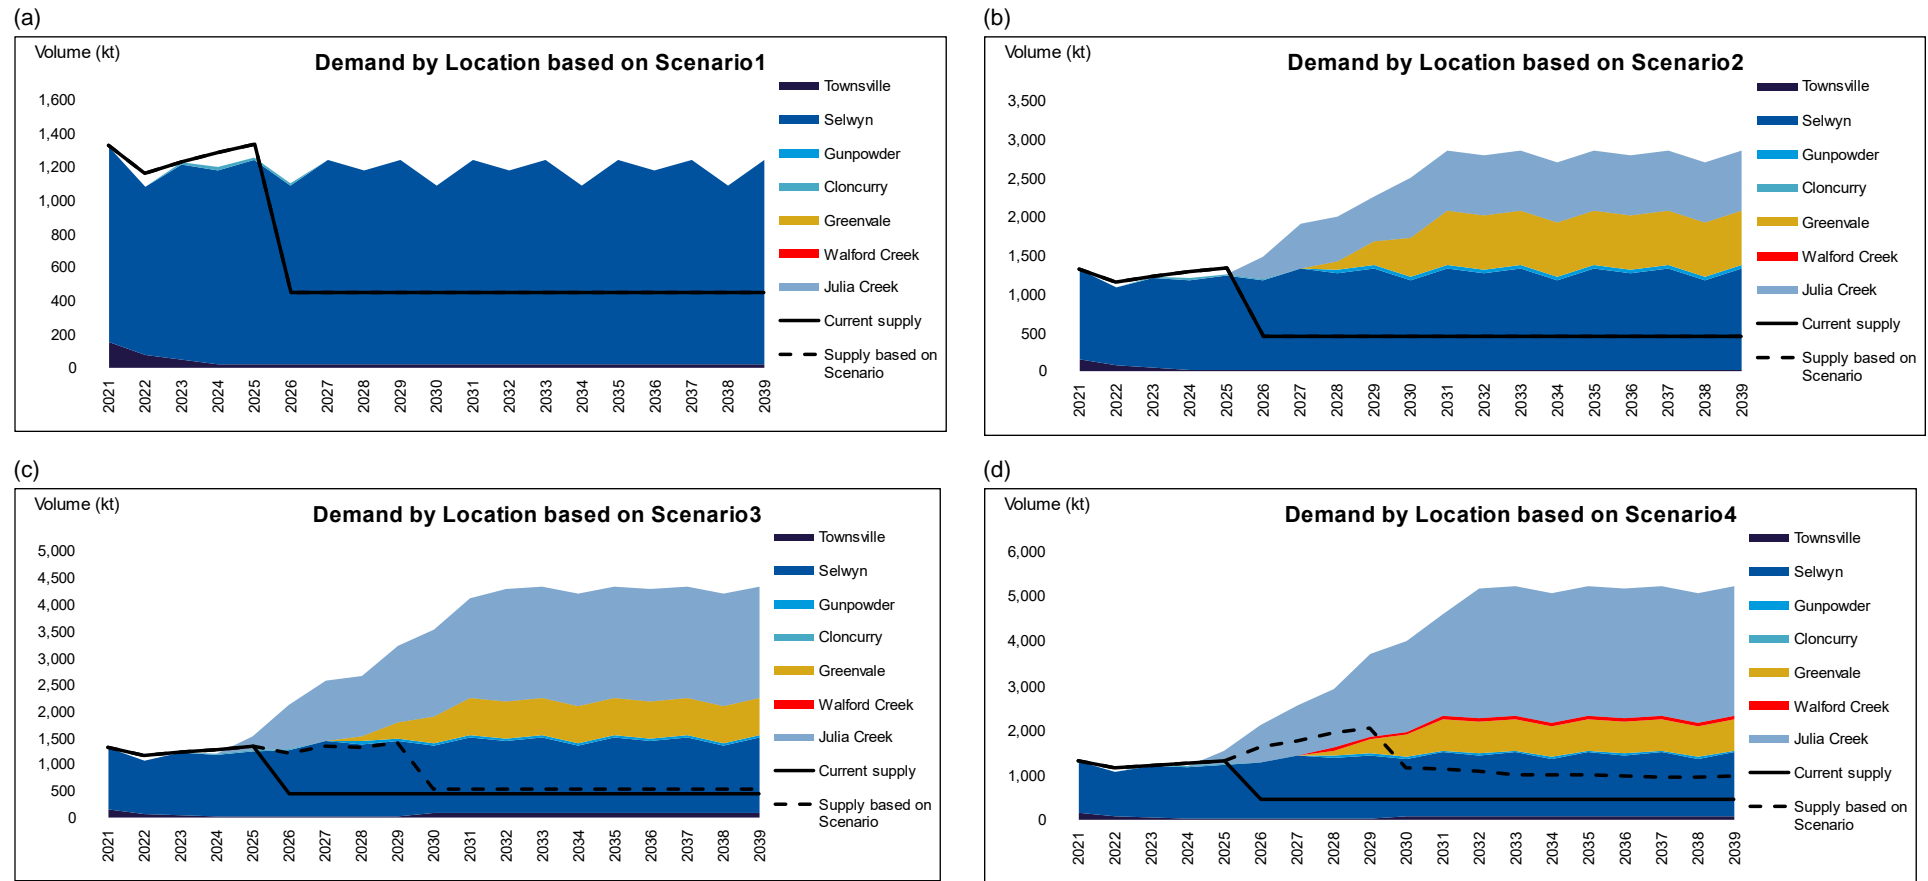 (a)
Volume (kt)
Demand by Location based on Scenario1
1,600
1,400
1,200
1,000
800
600
400
200
0
2021 2022 2023 2024 2025 2026 2027 2028 2029 2030 2031 2032 2033 2034 2035 2036 2037 2038 2039
Townsville
Selwyn
Gunpowder
Cloncurry
Greenvale
Walford Creek
Julia Creek
Current supply
Supply based on
Scenario
(b)
Volume (kt)
Demand by Location based on Scenario2
3,500
3,000
2,500
2,000
1,500
1,000
500
0
2021 2022 2023 2024 2025 2026 2027 2028 2029 2030 2031 2032 2033 2034 2035 2036 2037 2038 2039
Townsville
Selwyn
Gunpowder
Cloncurry
Greenvale
Walford Creek
Julia Creek
Current supply
Supply based on
Scenario
(c)
Volume (kt)
Demand by Location based on Scenario3
5,000
4,500
4,000
3,500
3,000
2,500
2,000
1,500
1,000
500
0
2021 2022 2023 2024 2025 2026 2027 2028 2029 2030 2031 2032 2033 2034 2035 2036 2037 2038 2039
Townsville
Selwyn
Gunpowder
Cloncurry
Greenvale
Walford Creek
Julia Creek
Current supply
Supply based on
Scenario
(d)
Volume (kt)
Demand by Location based on Scenario4
6,000
5,000
4,000
3,000
2,000
1,000
0
2021 2022 2023 2024 2025 2026 2027 2028 2029 2030 2031 2032 2033 2034 2035 2036 2037 2038 2039
Townsville
Selwyn
Gunpowder
Cloncurry
Greenvale
Walford Creek
Julia Creek
Current supply
Supply based on
Scenario